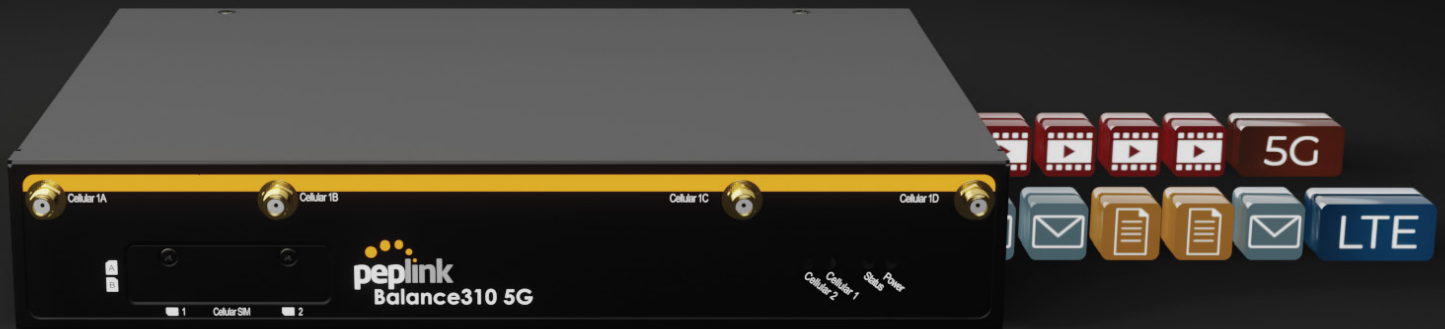 5G
Cellular 1A
Cellular 1B
Cellular 1C
Cellular 1D
LTE
A
B
peplink
Balance310 5G
Cellular 2
Cellular 1
Status
Power
1 Cellular SIM 2